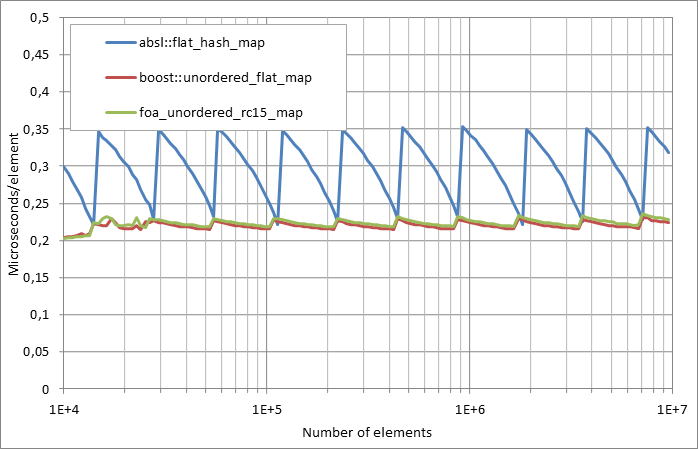 0,5
0,45
0,4
0,35
0,3
0,25
0,2
0,15
0,1
0,05
0
Microseconds/element
absl::flat_hash_map
boost::unordered_flat_map
foa_unordered_rc15_map
1E+4 1E+5 1E+6 1E+7
Number of elements